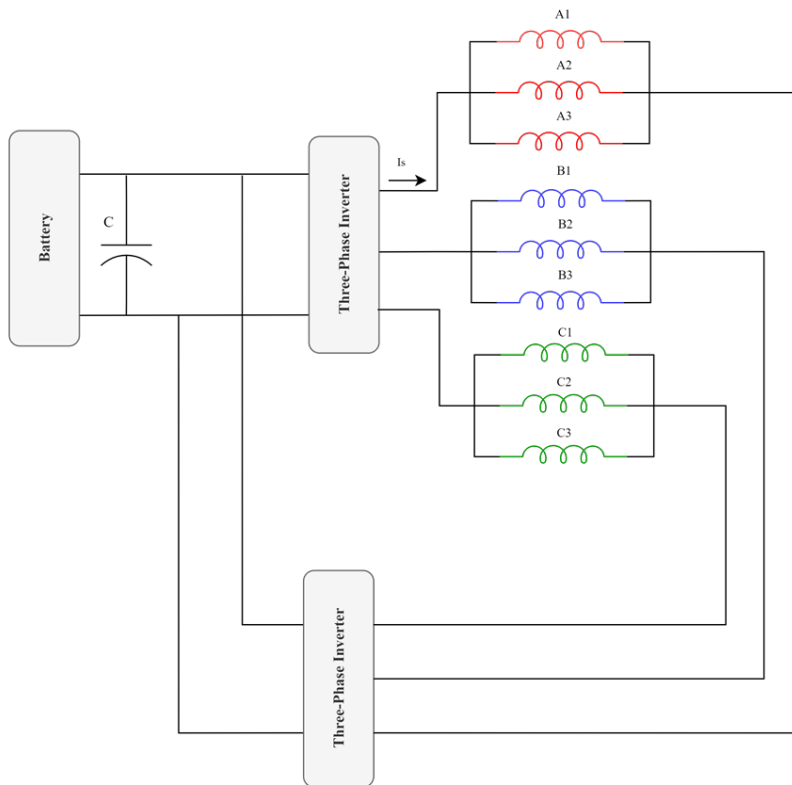 A1
A2
A3
Battery
C
Three-Phase Inverter
Is
B1
B2
B3
C1
C2
C3
Three-Phase Inverter